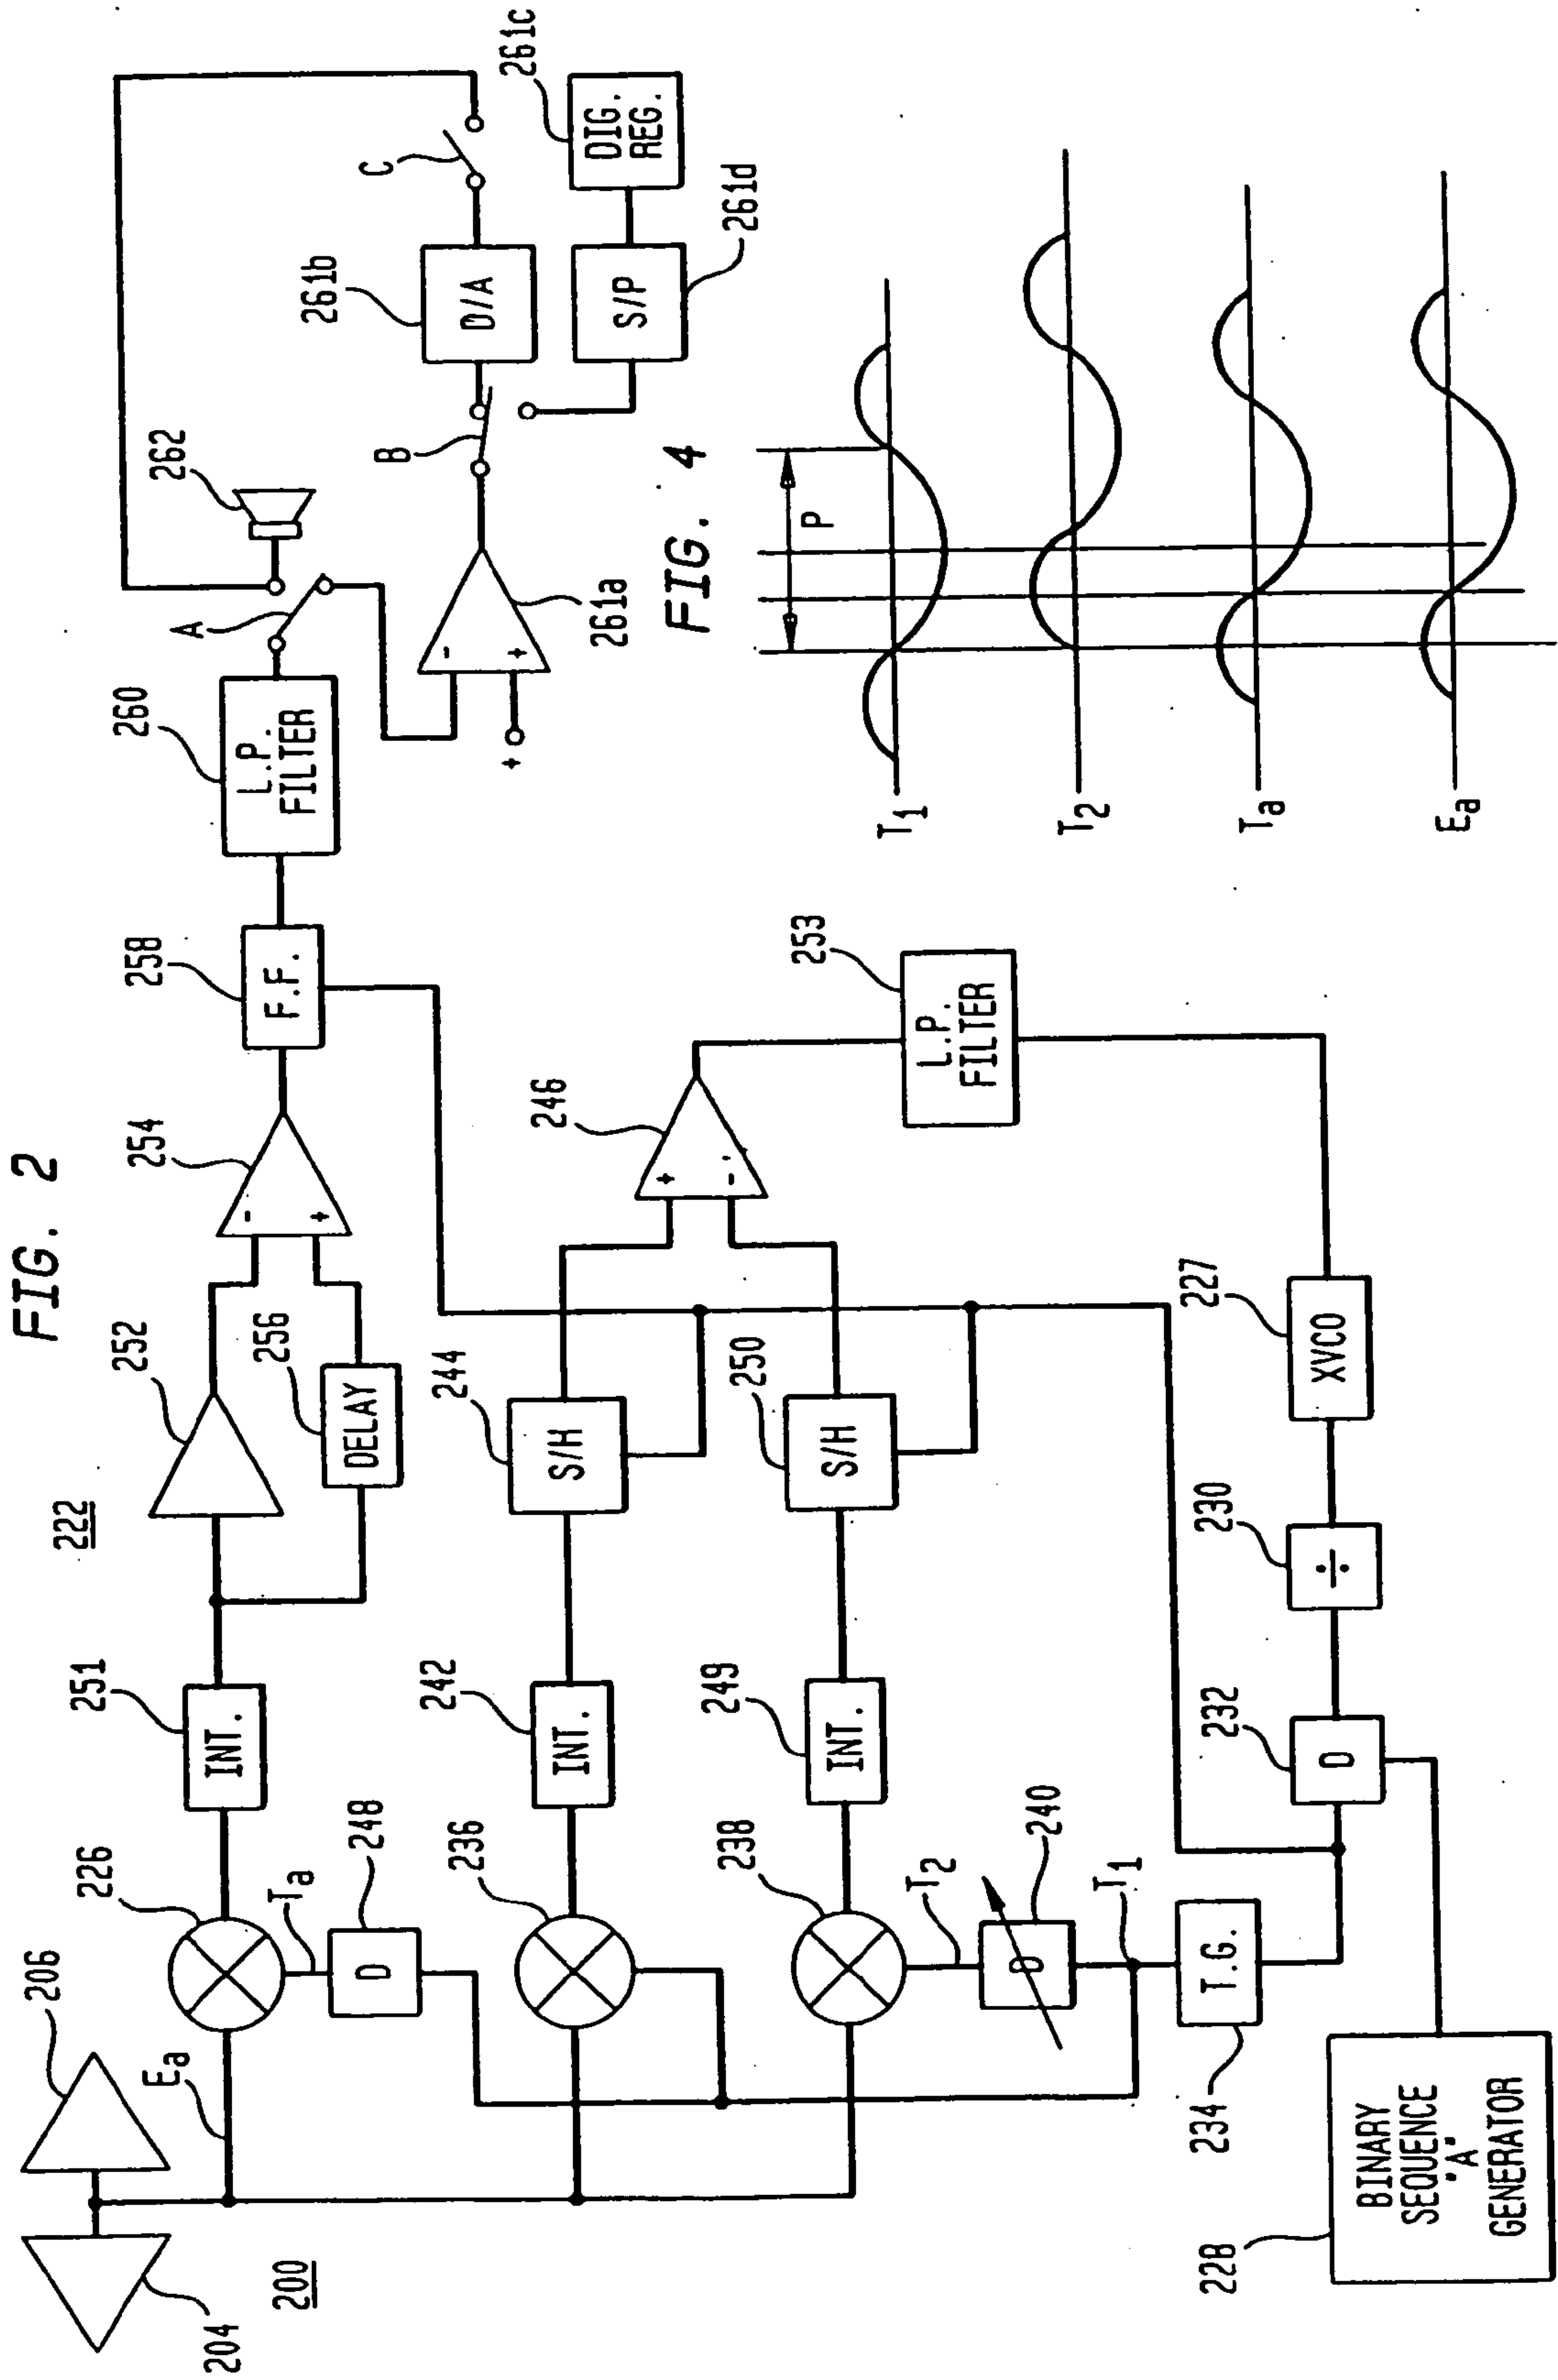 FIG. 2
200
204
206
222
Ea
226
Ta
248
D
251
INT.
252
256
DELAY
254
-
+
258
F.F.
260
L.P.
FILTER
A
262
261a
-
+
+
B
261b
D/A
C
261c
DIG.
REG.
261d
S/P
236
242
INT.
244
S/H
246
+
-
253
L.P.
FILTER
238
249
INT.
250
S/H
T2
240
D
T1
234
T.G.
232
D
230
÷
227
XVCO
228
BINARY
SEQUENCE
"A"
GENERATOR
FIG. 4
P
T1
T2
Ta
Ea